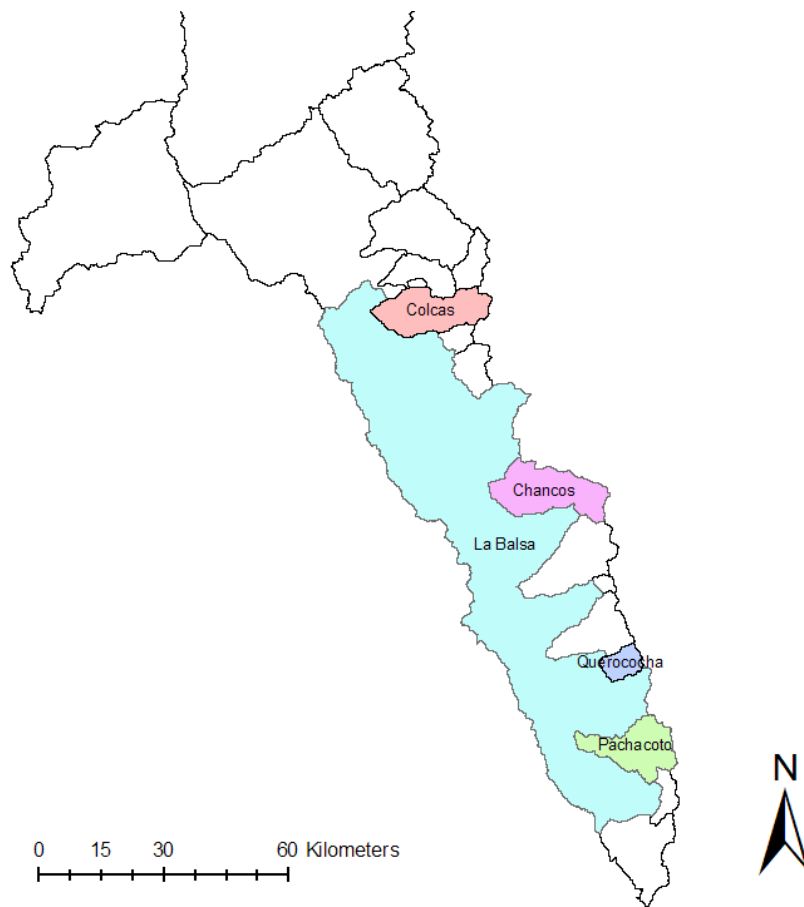 Colcas
Chancos
La Balsa
Querococha
Pachacoto
N
0 15 30 60 Kilometers